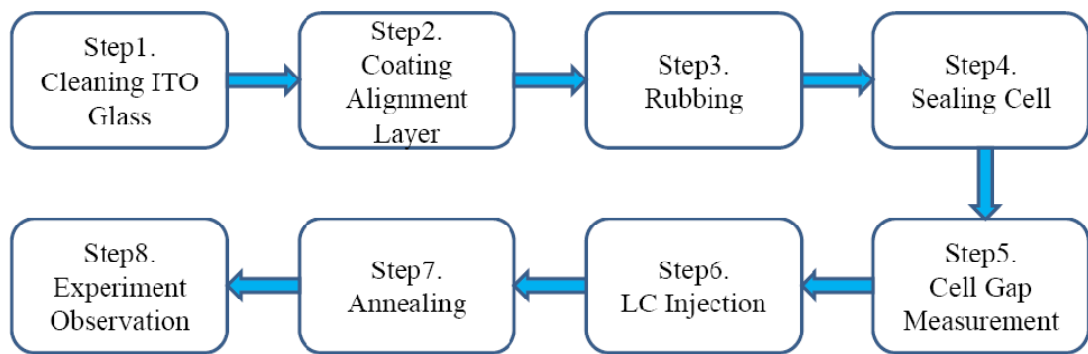 Step1.
Cleaning ITO
Glass
Step2.
Coating
Alignment
Layer
Step3.
Rubbing
Step4.
Sealing Cell
Step5.
Cell Gap
Measurement
Step6.
LC Injection
Step7.
Annealing
Step8.
Experiment
Observation